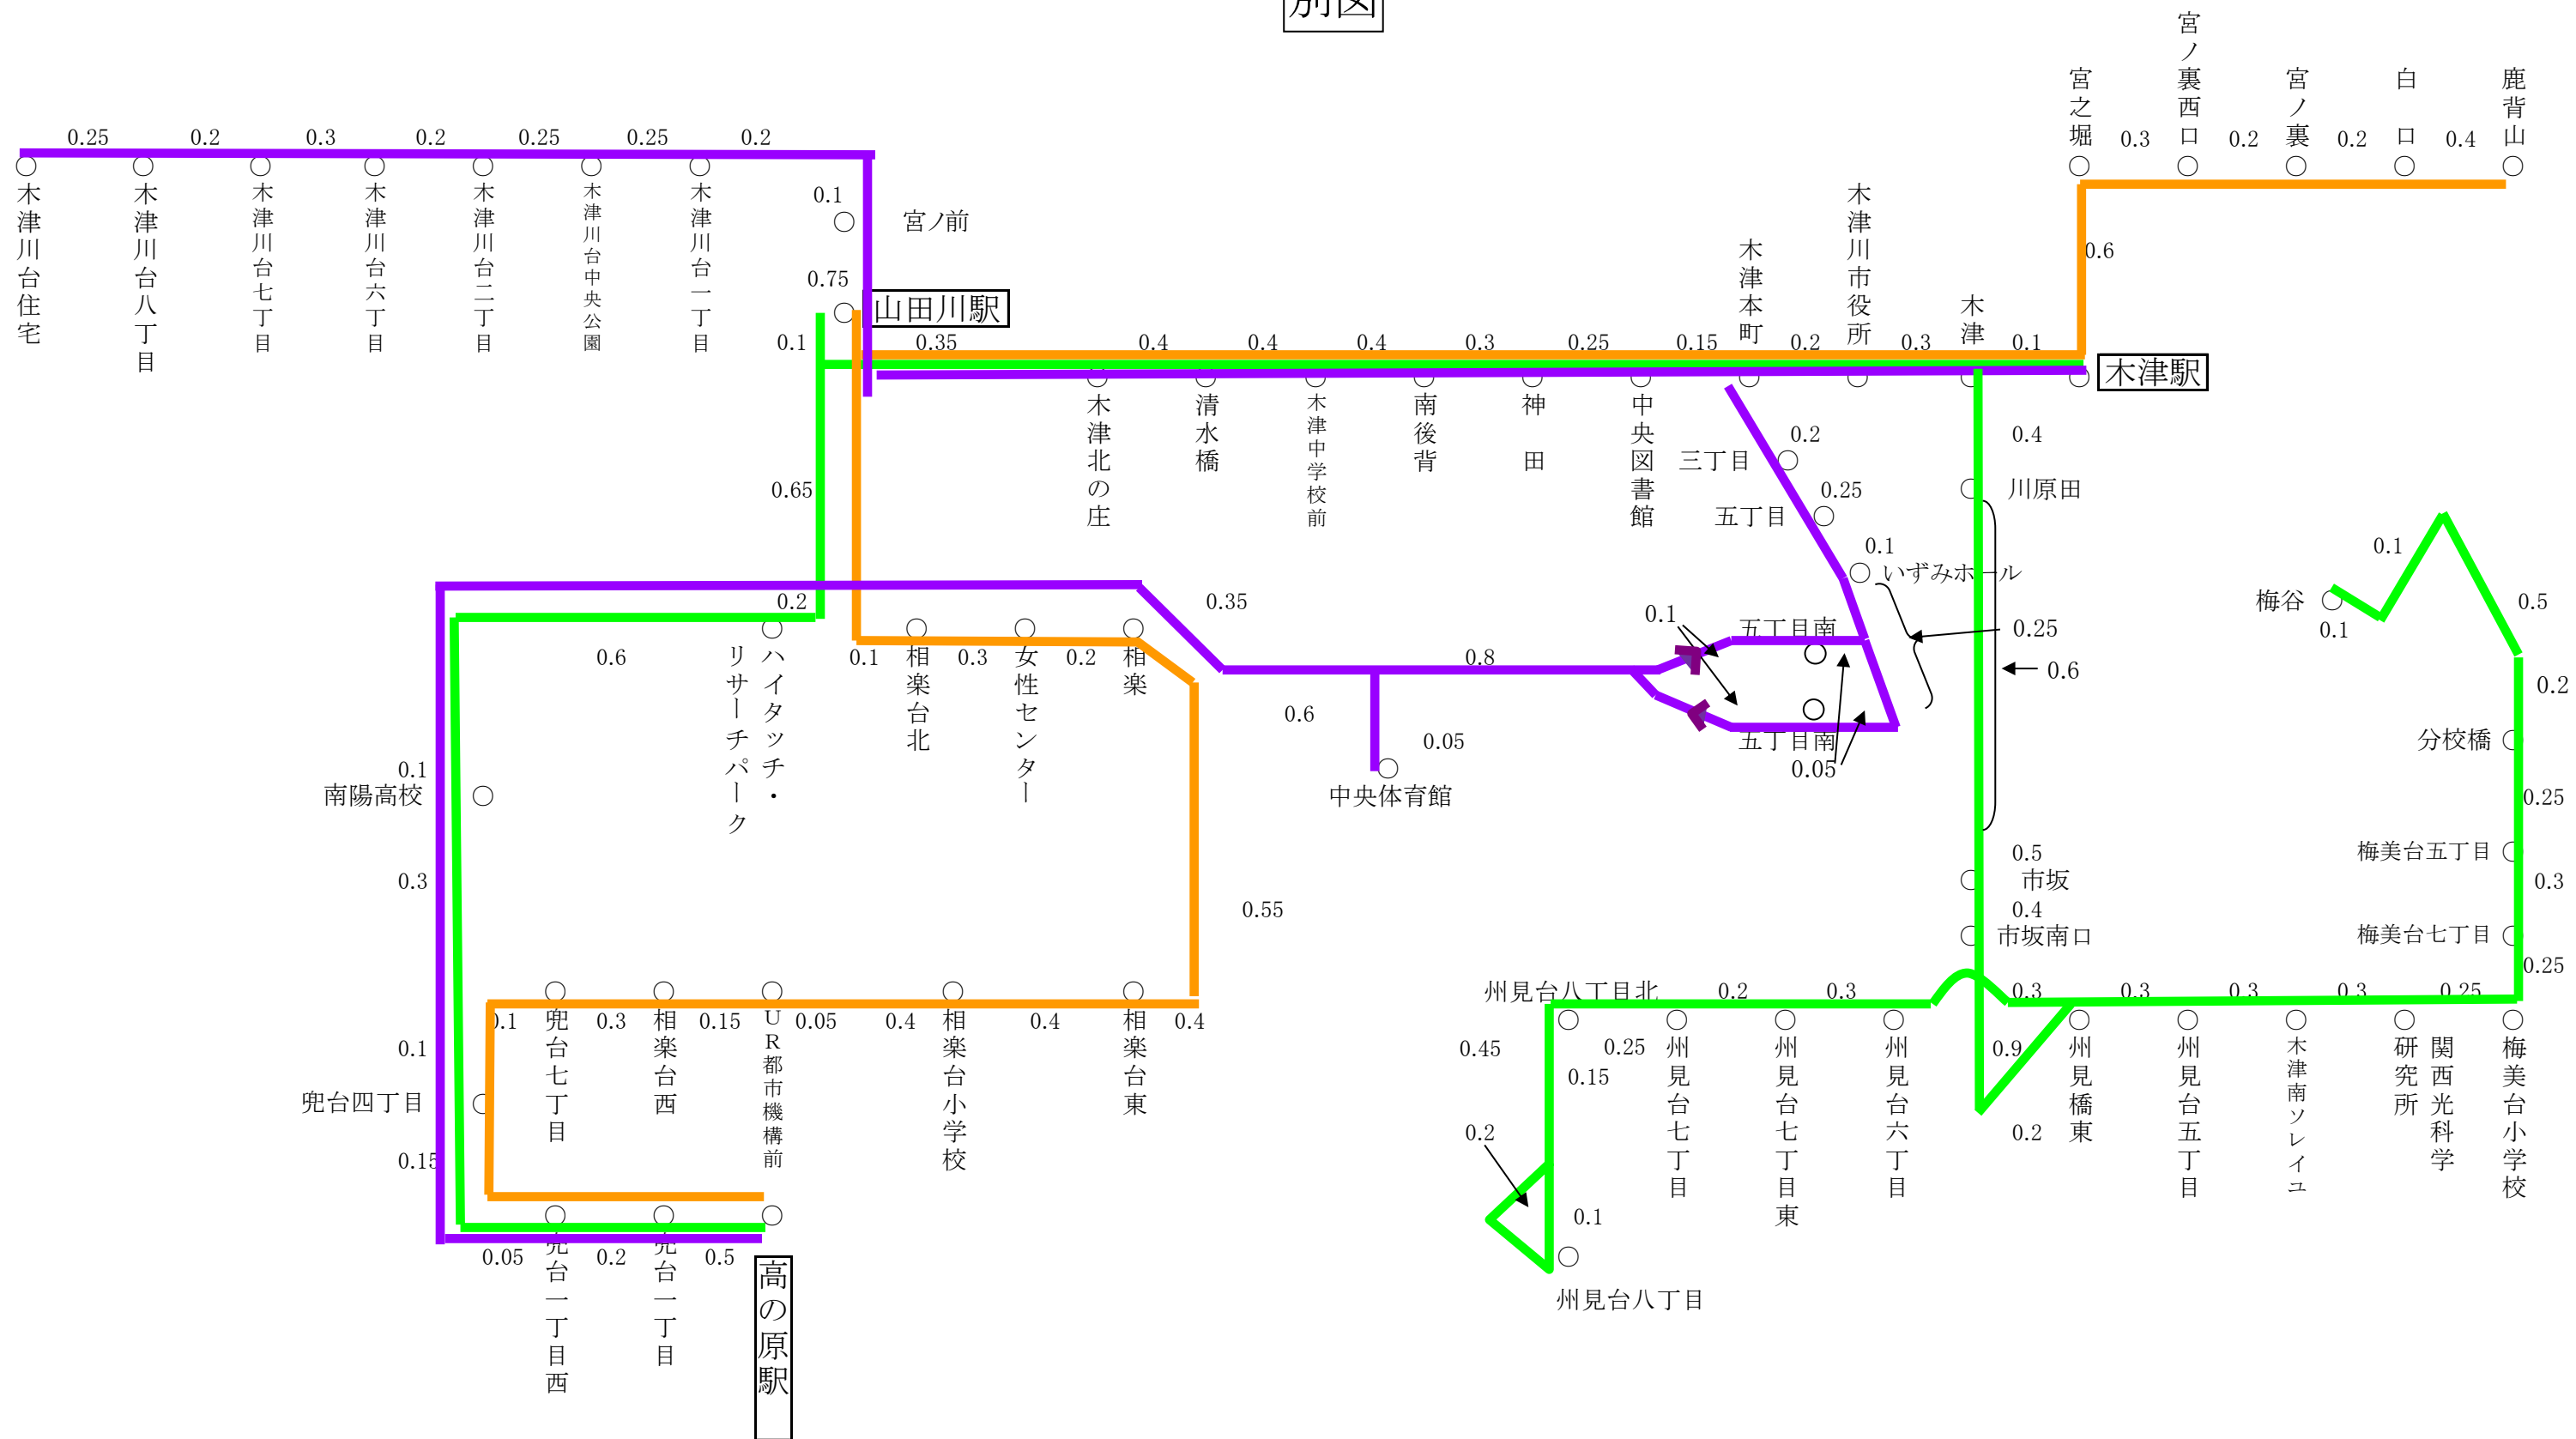 別図
宮ノ裏西口
宮之堀
宮ノ裏
白口
鹿背山
0.25
0.2
0.3
0.2
0.25
0.25
0.2
0.3
0.2
0.2
0.4
木津川台住宅
木津川台八丁目
木津川台七丁目
木津川台六丁目
木津川台二丁目
木津川台中央公園
木津川台一丁目
0.1
宮ノ前
0.75
山田川駅
木津本町
木津川市役所
木津
0.6
0.1
0.35
0.4
0.4
0.4
0.3
0.25
0.15
0.2
0.3
0.1
木津駅
木津北の庄
清水橋
木津中学校前
南後背
神田
中央図書館
三丁目
0.2
0.4
0.65
川原田
五丁目
0.25
0.1
いずみホール
0.1
0.5
梅谷
0.1
0.2
0.35
0.1
五丁目南
0.25
0.6
0.6
0.1
0.3
0.2
0.8
0.6
0.05
0.2
ハイタッチ・
リサーチパーク
相楽台北
女性センター
相楽
五丁目南
0.05
中央体育館
分校橋
0.25
0.1
南陽高校
0.3
梅美台五丁目
0.3
0.5
市坂
0.4
市坂南口
梅美台七丁目
0.25
0.55
0.1
0.3
0.15
0.05
0.4
0.4
0.4
州見台八丁目北
0.2
0.3
0.3
0.3
0.3
0.3
0.25
0.1
兜台四丁目
0.15
兜台七丁目
相楽台西
UR都市機構前
相楽台小学校
相楽台東
0.45
0.25
0.15
0.9
0.2
0.2
0.1
州見台七丁目
州見台七丁目東
州見台六丁目
州見橋東
州見台五丁目
木津南ソレイユ
関西光科学
研究所
梅美台小学校
州見台八丁目
0.05
0.2
0.5
兜台一丁目西
兜台一丁目
高の原駅